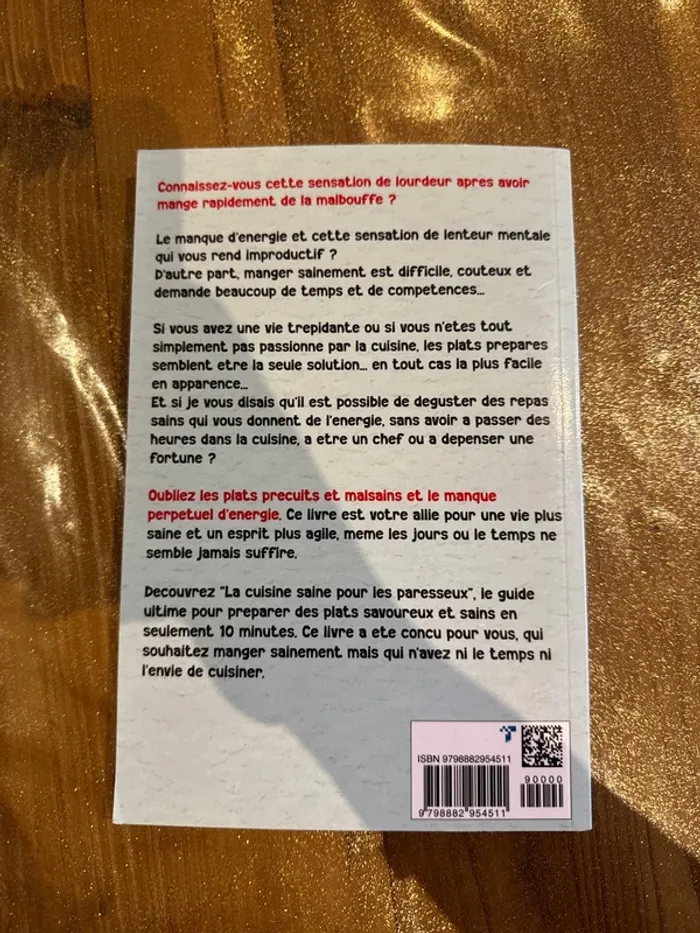 Connaissez-vous cette sensation de lourdeur apres avoir
mange rapidement de la malbouffe ?
Le manque d'energie et cette sensation de lenteur mentale
qui vous rend improductif ?
D'autre part, manger sainement est difficile, couteux et
demande beaucoup de temps et de competences...
Si vous avez une vie trepidante ou si vous n'etes tout
simplement pas passionne par la cuisine, les plats prepares
semblent etre la seule solution... en tout cas la plus facile
en apparence...
Et si je vous disais qu'il est possible de deguster des repas
sains qui vous donnent de l'energie, sans avoir a passer des
heures dans la cuisine, a etre un chef ou a depenser une
fortune ?
Oubliez les plats precuits et malsains et le manque
perpetuel d'energie. Ce livre est votre allie pour une vie plus
saine et un esprit plus agile, meme les jours ou le temps ne
semble jamais suffire.
Decouvrez "La cuisine saine pour les paresseux", le guide
ultime pour preparer des plats savoureux et sains en
seulement 10 minutes. Ce livre a ete concu pour vous, qui
souhaitez manger sainement mais qui n'avez ni le temps ni
l'envie de cuisiner.
ISBN 9798882954511
90000
9 798882 954511